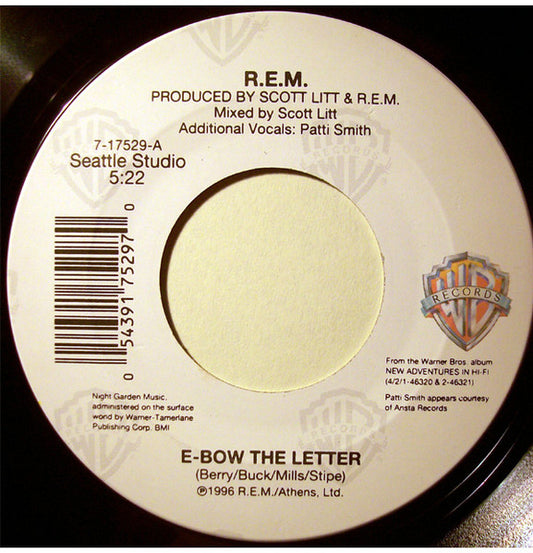 R.E.M.
PRODUCED BY SCOTT LITT & R.E.M.
Mixed by Scott Litt
Additional Vocals: Patti Smith
7-17529-A
Seattle Studio
5:22
0 54391 75297 0
WB
RECORDS
From the Warner Bros. album
NEW ADVENTURES IN HI-FI
(4/2/1-46320 & 2-46321)
Patti Smith appears courtesy
of Arista Records
Night Garden Music,
administered on the surface
world by Warner-Tamerlane
Publishing Corp. BMI
E-BOW THE LETTER
(Berry/Buck/Mills/Stipe)
℗1996 R.E.M./Athens, Ltd.